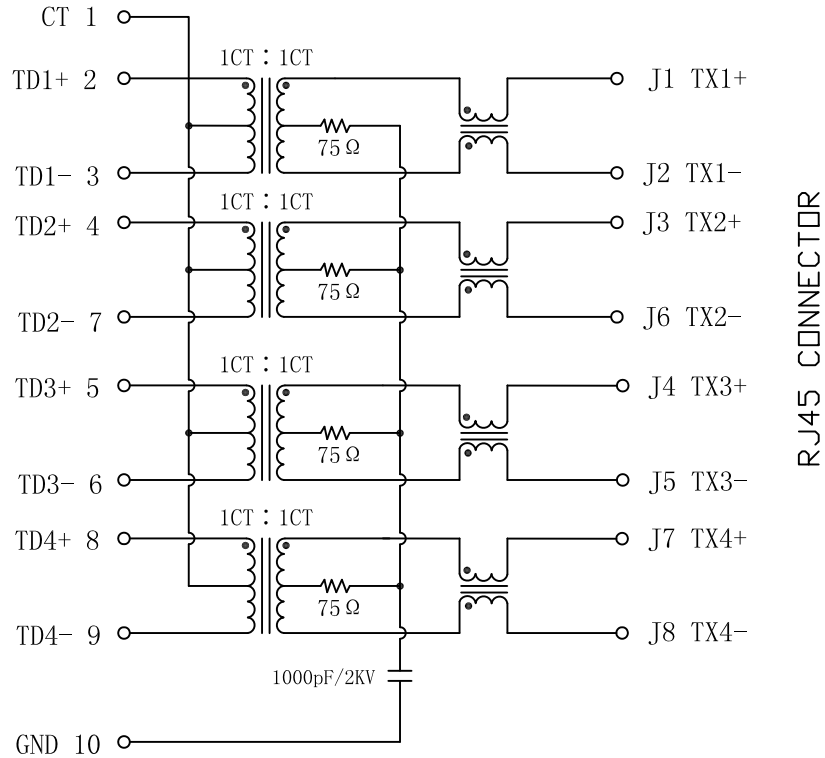 CT 1
1CT : 1CT
TD1+ 2
J1 TX1+
75Ω
TD1- 3
J2 TX1-
1CT : 1CT
TD2+ 4
J3 TX2+
75Ω
TD2- 7
J6 TX2-
1CT : 1CT
TD3+ 5
J4 TX3+
75Ω
TD3- 6
J5 TX3-
1CT : 1CT
TD4+ 8
J7 TX4+
75Ω
TD4- 9
J8 TX4-
1000pF/2KV
GND 10
RJ45 CONNECTOR